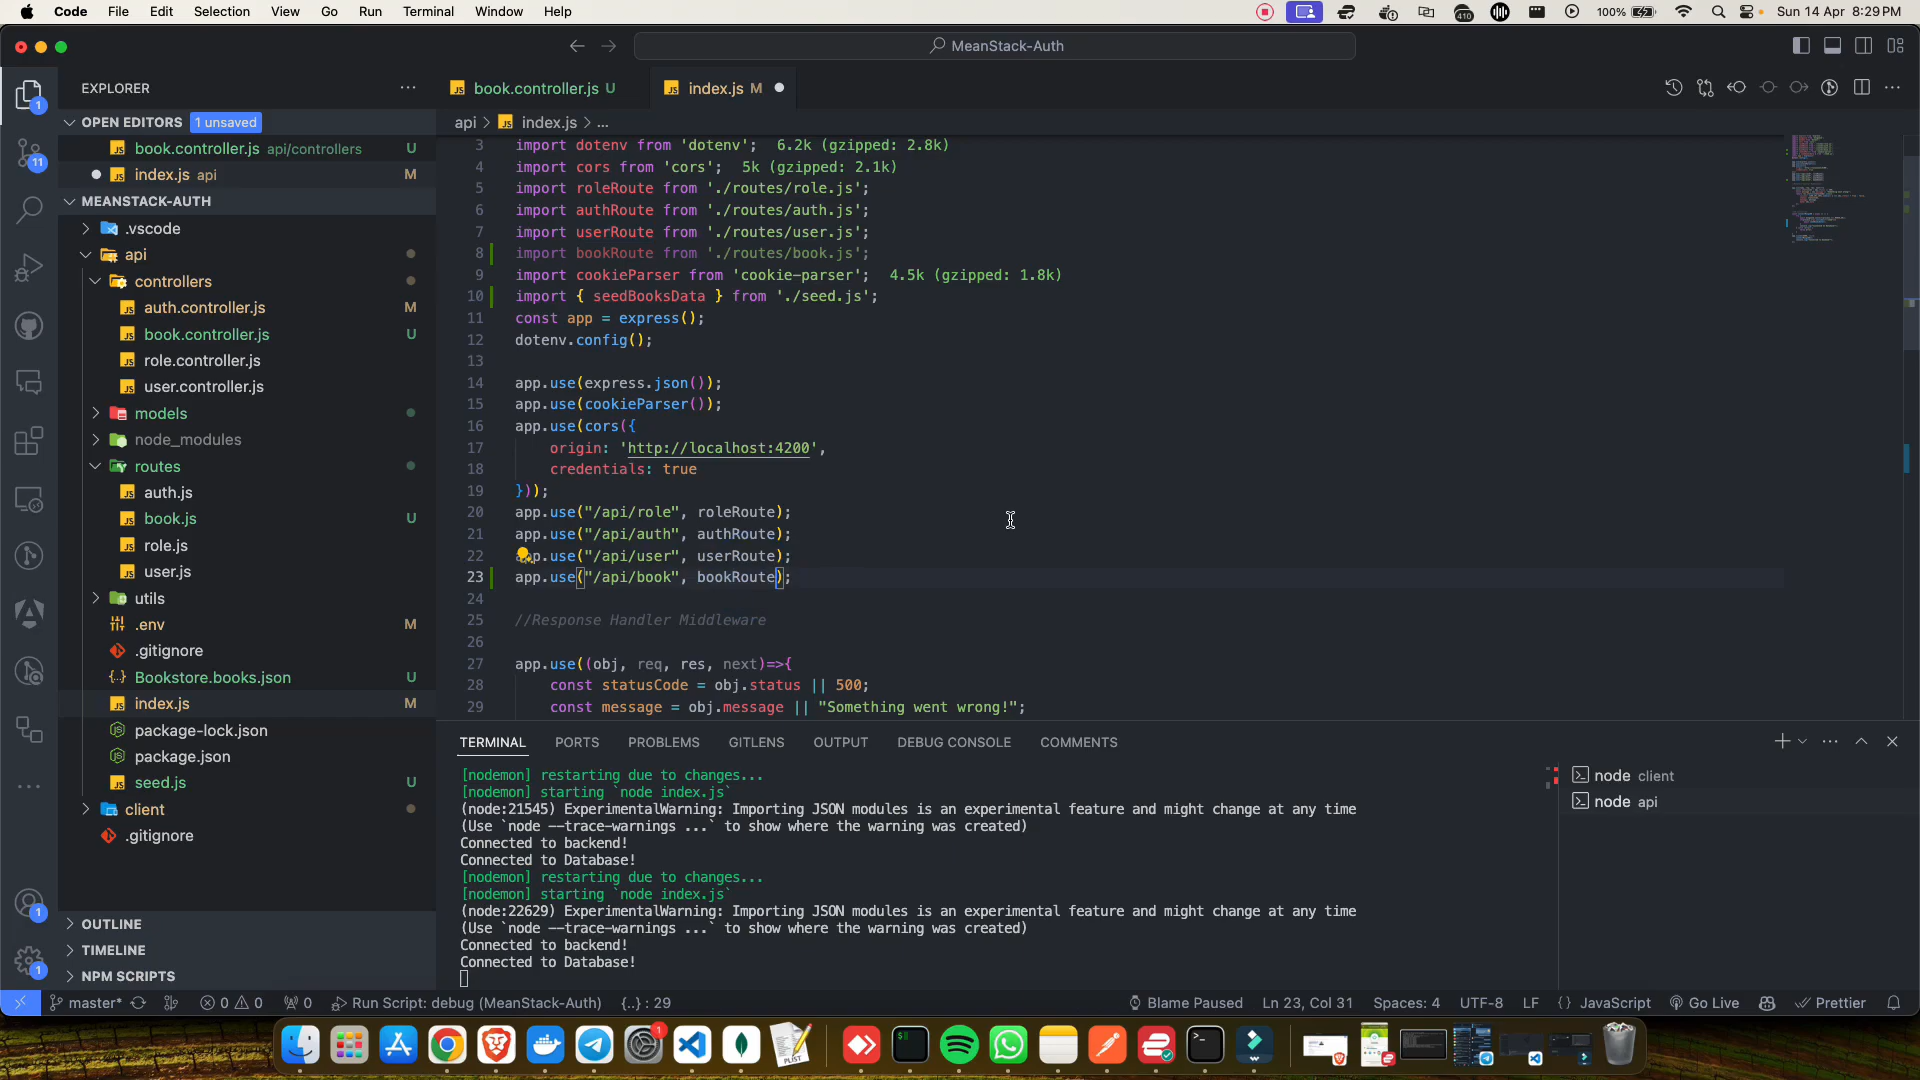 Code File Edit Selection View Go Run Terminal Window Help 410 100% Sun 14 Apr 8:29 PM
MeanStack-Auth
EXPLORER
book.controller.js U index.js M
OPEN EDITORS 1 unsaved
api > index.js > ...
book.controller.js api/controllers U
index.js api M
MEANSTACK-AUTH
.vscode
api
controllers
auth.controller.js M
book.controller.js U
role.controller.js
user.controller.js
models
node_modules
routes
auth.js
book.js U
role.js
user.js
utils
.env M
.gitignore
Bookstore.books.json U
index.js M
package-lock.json
package.json
seed.js U
client
.gitignore
OUTLINE
TIMELINE
NPM SCRIPTS
1
11
1
1
3 import dotenv from 'dotenv'; 6.2k (gzipped: 2.8k)
4 import cors from 'cors'; 5k (gzipped: 2.1k)
5 import roleRoute from './routes/role.js';
6 import authRoute from './routes/auth.js';
7 import userRoute from './routes/user.js';
8 import bookRoute from './routes/book.js';
9 import cookieParser from 'cookie-parser'; 4.5k (gzipped: 1.8k)
10 import { seedBooksData } from './seed.js';
11 const app = express();
12 dotenv.config();
13
14 app.use(express.json());
15 app.use(cookieParser());
16 app.use(cors({
17 origin: 'http://localhost:4200',
18 credentials: true
19 }));
20 app.use("/api/role", roleRoute);
21 app.use("/api/auth", authRoute);
22 app.use("/api/user", userRoute);
23 app.use("/api/book", bookRoute);
24
25 //Response Handler Middleware
26
27 app.use((obj, req, res, next)=>{
28 const statusCode = obj.status || 500;
29 const message = obj.message || "Something went wrong!";
TERMINAL PORTS PROBLEMS GITLENS OUTPUT DEBUG CONSOLE COMMENTS
[nodemon] restarting due to changes...
[nodemon] starting `node index.js`
(node:21545) ExperimentalWarning: Importing JSON modules is an experimental feature and might change at any time
(Use `node --trace-warnings ...` to show where the warning was created)
Connected to backend!
Connected to Database!
[nodemon] restarting due to changes...
[nodemon] starting `node index.js`
(node:22629) ExperimentalWarning: Importing JSON modules is an experimental feature and might change at any time
(Use `node --trace-warnings ...` to show where the warning was created)
Connected to backend!
Connected to Database!
node client
node api
master* 0 0 0 Run Script: debug (MeanStack-Auth) {..} : 29 Blame Paused Ln 23, Col 31 Spaces: 4 UTF-8 LF {} JavaScript Go Live Prettier
1
PLIST